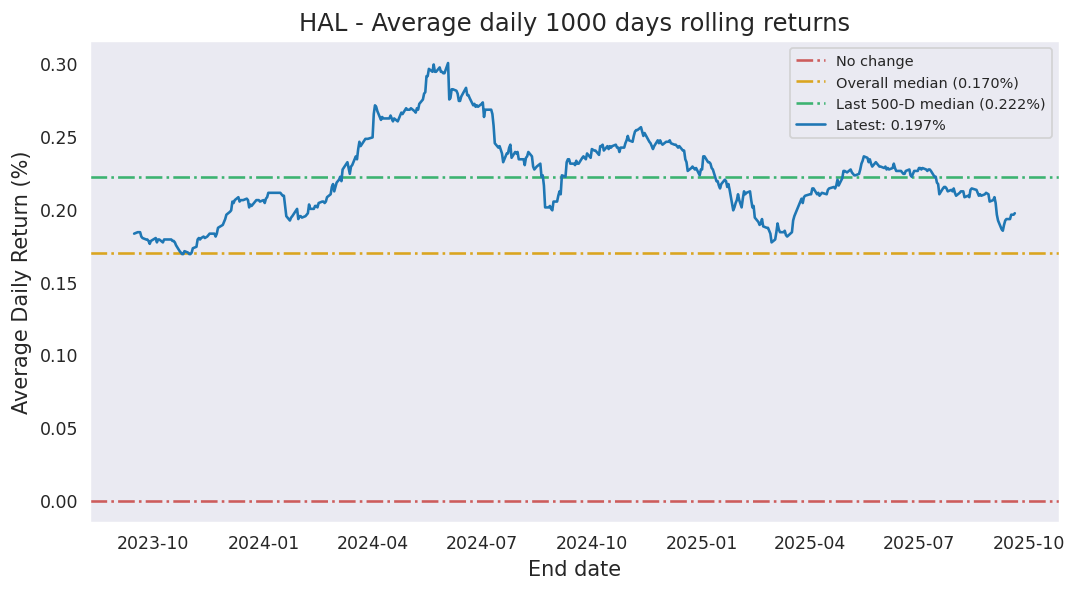 HAL - Average daily 1000 days rolling returns
No change
Overall median (0.170%)
Last 500-D median (0.222%)
Latest: 0.197%
Average Daily Return (%)
0.30
0.25
0.20
0.15
0.10
0.05
0.00
2023-10 2024-01 2024-04 2024-07 2024-10 2025-01 2025-04 2025-07 2025-10
End date